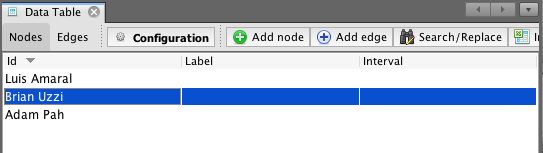 Data Table
Nodes Edges Configuration Add node Add edge Search/Replace
Id Label Interval
Luis Amaral
Brian Uzzi
Adam Pah